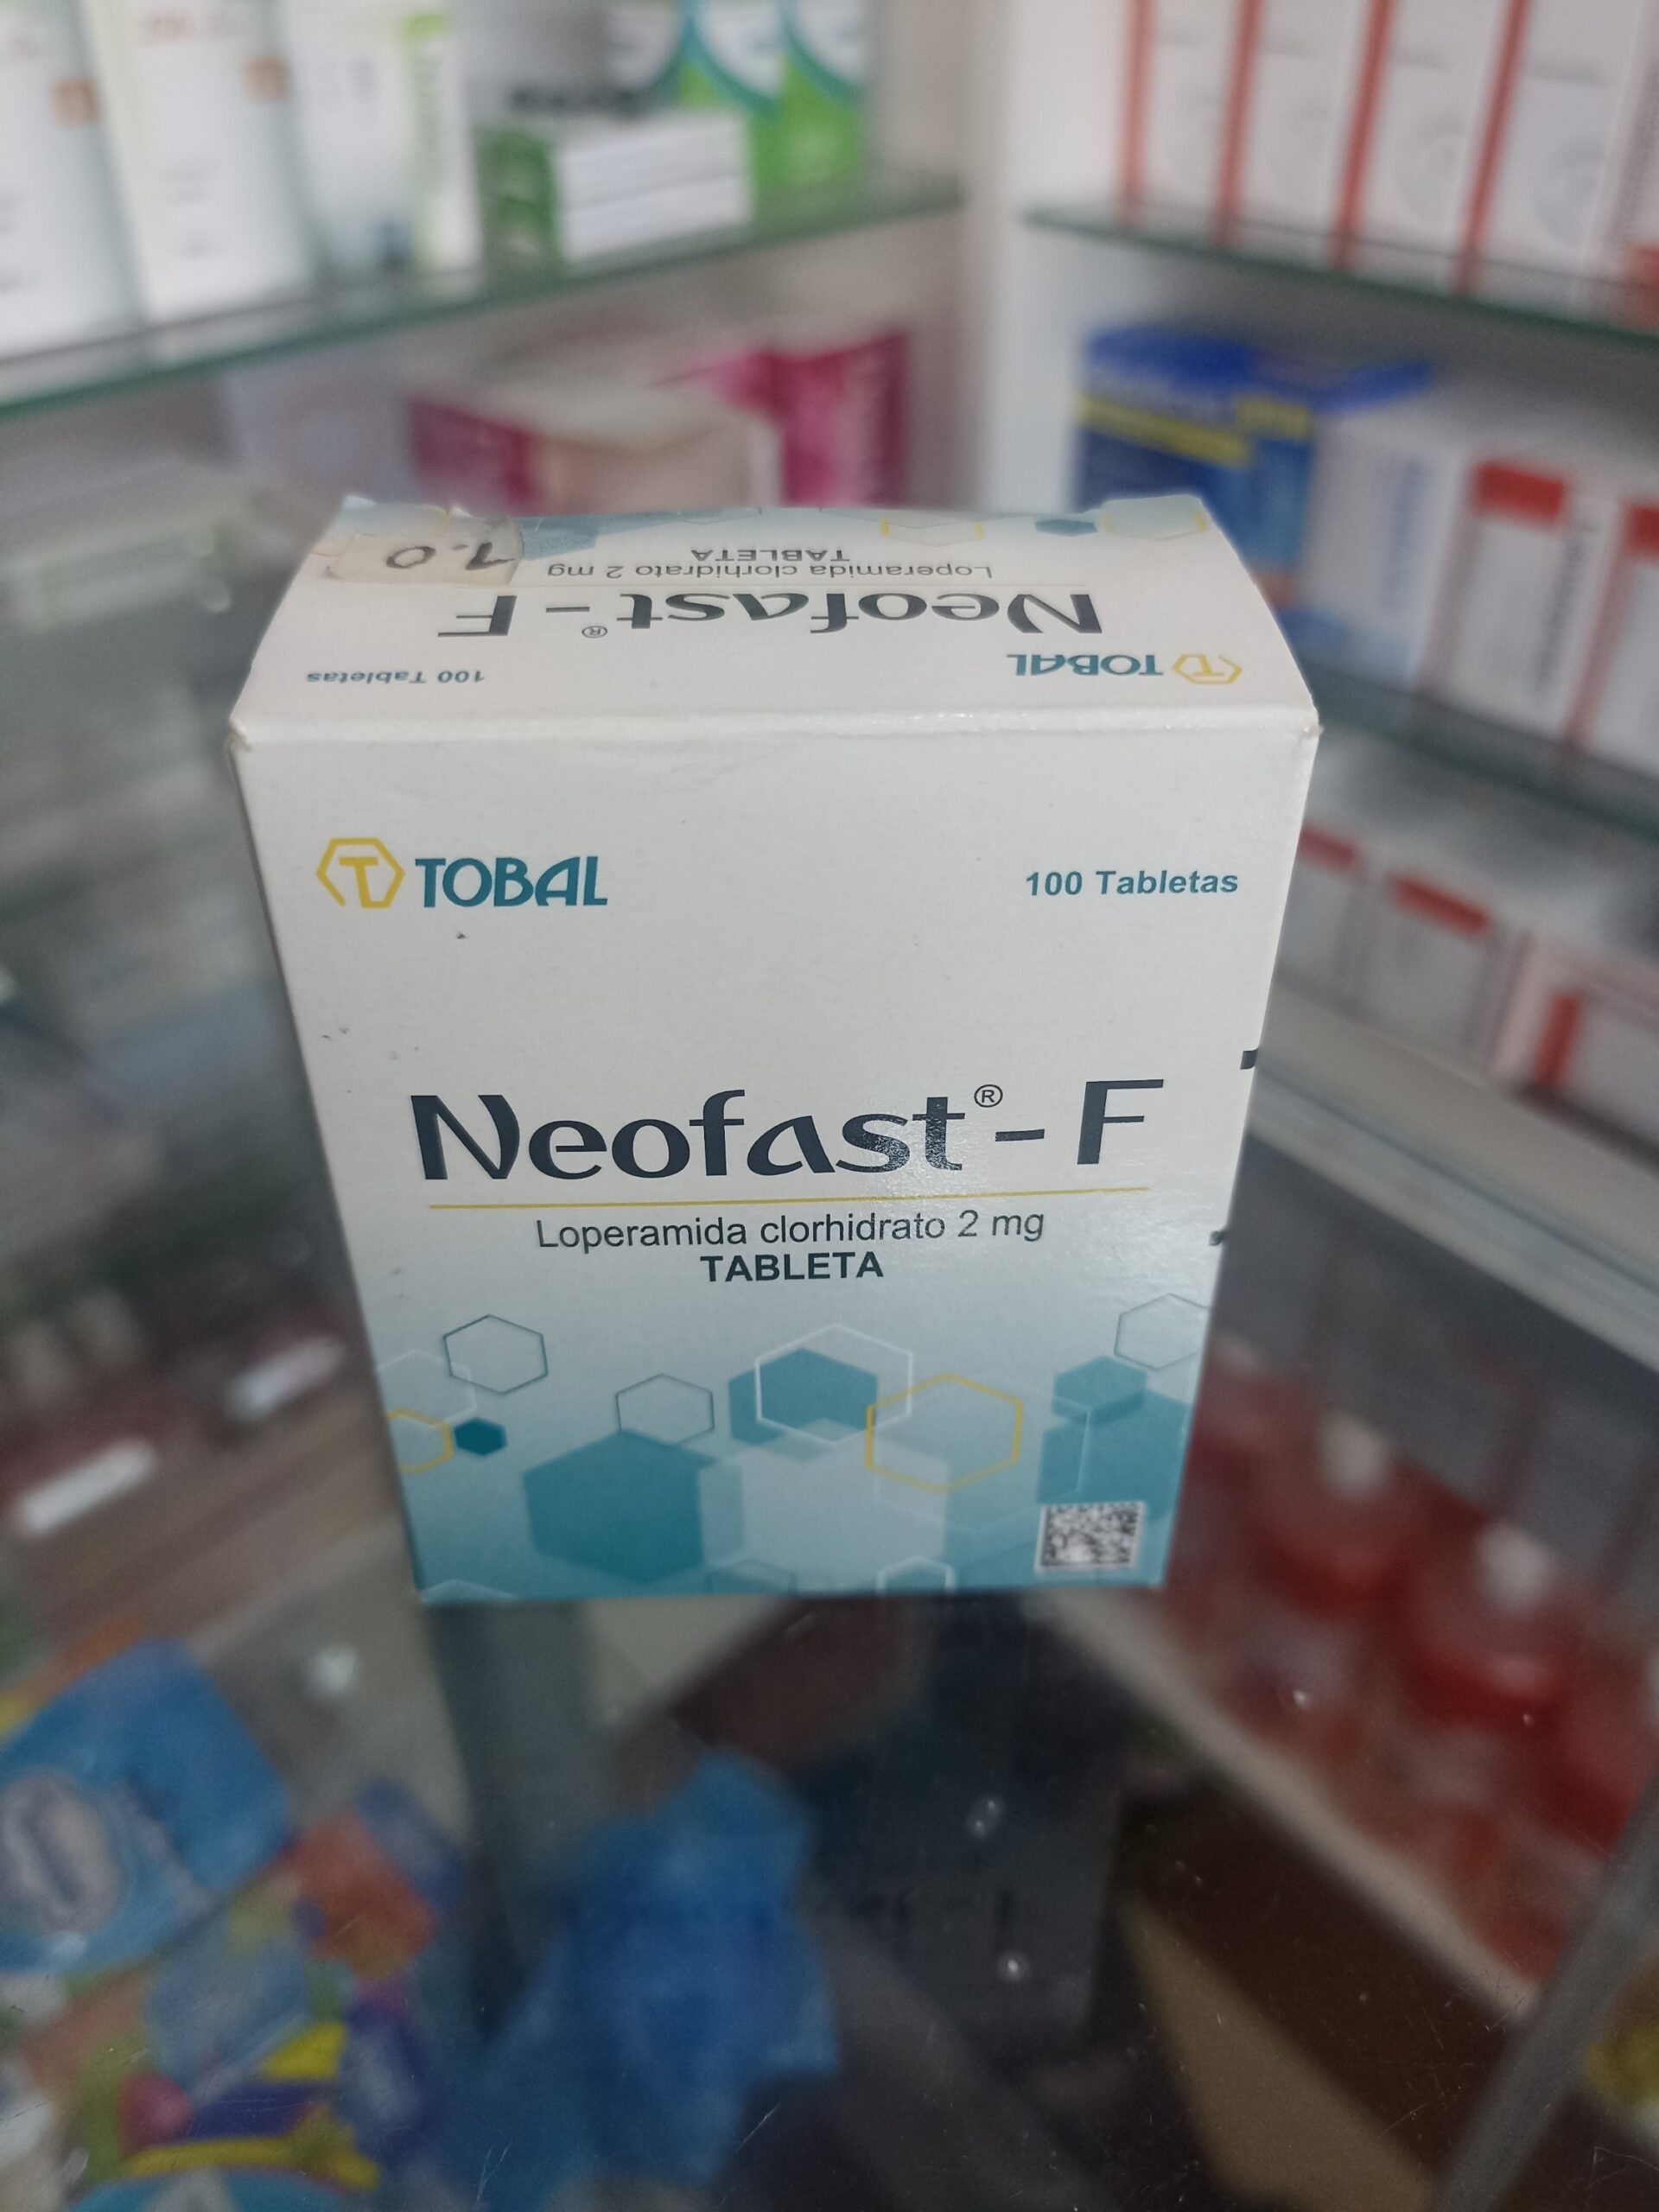 1.0
TOBAL
100 Tabletas
Neofast® - F
Loperamida clorhidrato 2 mg
TABLETA
TOBAL
100 Tabletas
Neofast® - F
Loperamida clorhidrato 2 mg
TABLETA